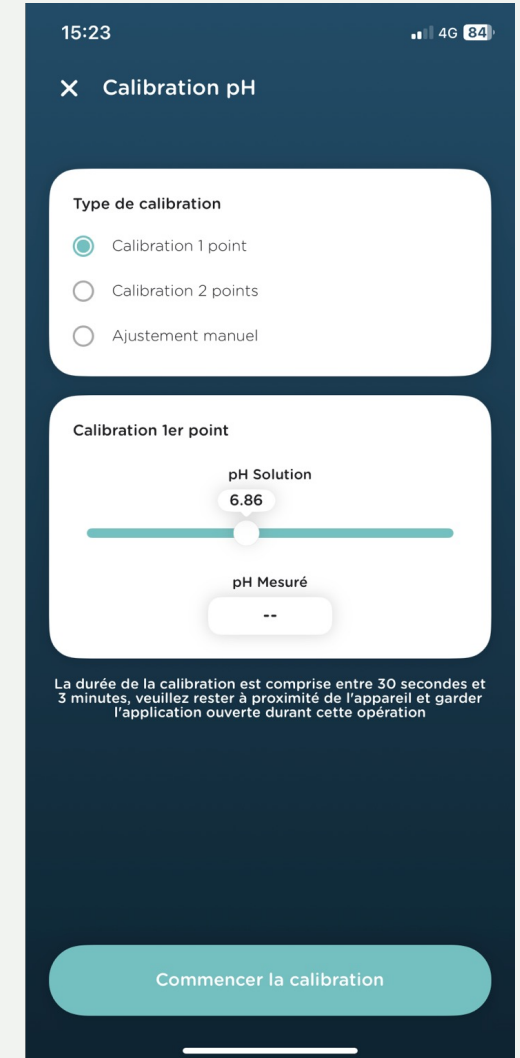 15:23
4G 84
Calibration pH
Type de calibration
Calibration 1 point
Calibration 2 points
Ajustement manuel
Calibration 1er point
pH Solution
6.86
pH Mesuré
--
La durée de la calibration est comprise entre 30 secondes et
3 minutes, veuillez rester à proximité de l'appareil et garder
l'application ouverte durant cette opération
Commencer la calibration